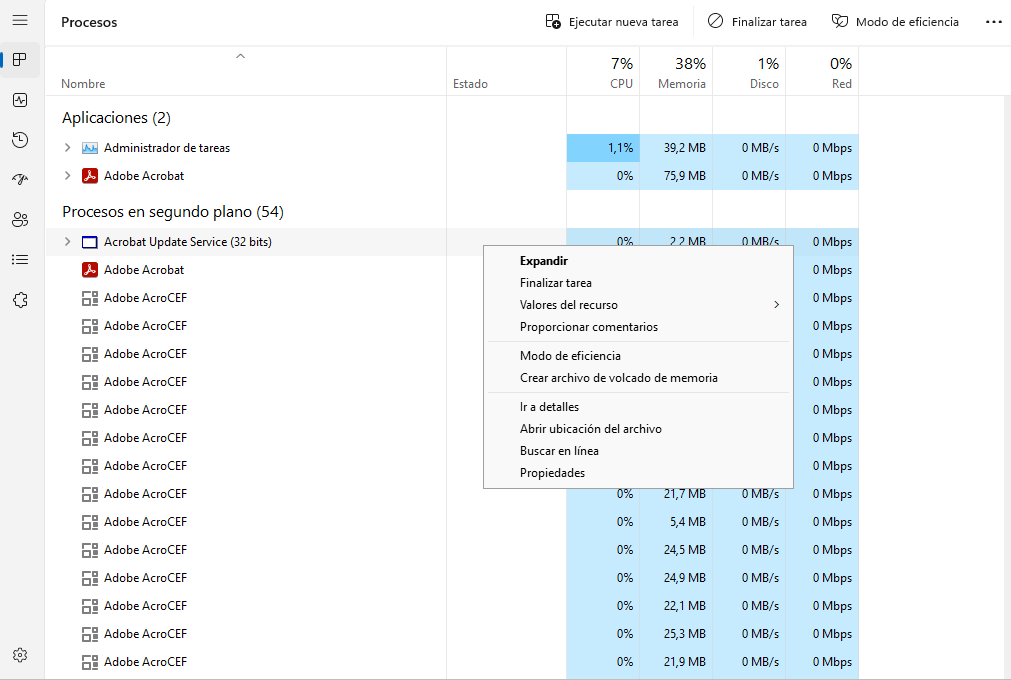 Procesos
Ejecutar nueva tarea
Finalizar tarea
Modo de eficiencia
7% 38% 1% 0%
Nombre Estado CPU Memoria Disco Red
Aplicaciones (2)
Administrador de tareas 1,1% 39,2 MB 0 MB/s 0 Mbps
Adobe Acrobat 0% 75,9 MB 0 MB/s 0 Mbps
Procesos en segundo plano (54)
Acrobat Update Service (32 bits) 0% 2,2 MB 0 MB/s 0 Mbps
Adobe Acrobat 0 Mbps
Adobe AcroCEF 0 Mbps
Adobe AcroCEF 0 Mbps
Adobe AcroCEF 0 Mbps
Adobe AcroCEF 0 Mbps
Adobe AcroCEF 0 Mbps
Adobe AcroCEF 0 Mbps
Adobe AcroCEF 0 Mbps
Adobe AcroCEF 0% 21,7 MB 0 MB/s 0 Mbps
Adobe AcroCEF 0% 5,4 MB 0 MB/s 0 Mbps
Adobe AcroCEF 0% 24,5 MB 0 MB/s 0 Mbps
Adobe AcroCEF 0% 24,9 MB 0 MB/s 0 Mbps
Adobe AcroCEF 0% 22,1 MB 0 MB/s 0 Mbps
Adobe AcroCEF 0% 25,3 MB 0 MB/s 0 Mbps
Adobe AcroCEF 0% 21,9 MB 0 MB/s 0 Mbps
Expandir
Finalizar tarea
Valores del recurso
Proporcionar comentarios
Modo de eficiencia
Crear archivo de volcado de memoria
Ir a detalles
Abrir ubicación del archivo
Buscar en línea
Propiedades